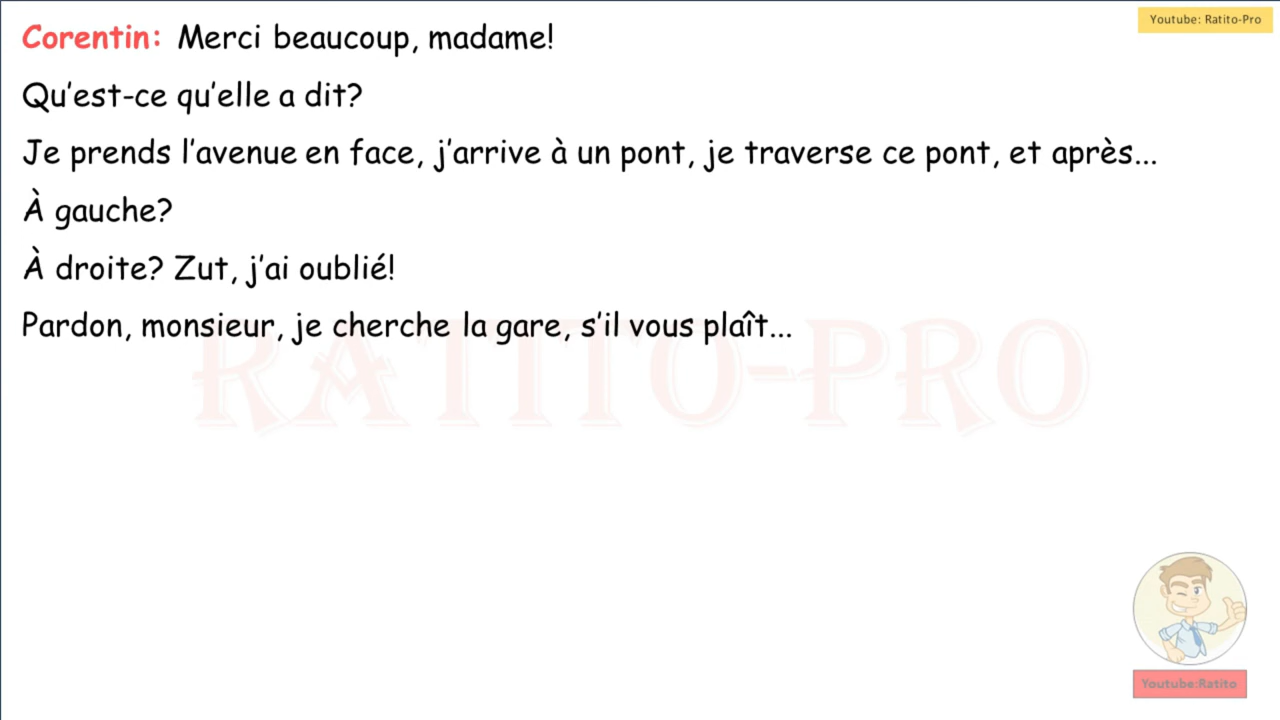 Youtube: Ratito-Pro
Corentin: Merci beaucoup, madame!
Qu'est-ce qu'elle a dit?
Je prends l'avenue en face, j'arrive à un pont, je traverse ce pont, et après...
À gauche?
À droite? Zut, j'ai oublié!
Pardon, monsieur, je cherche la gare, s'il vous plaît...
RATITO-PRO
Youtube:Ratito